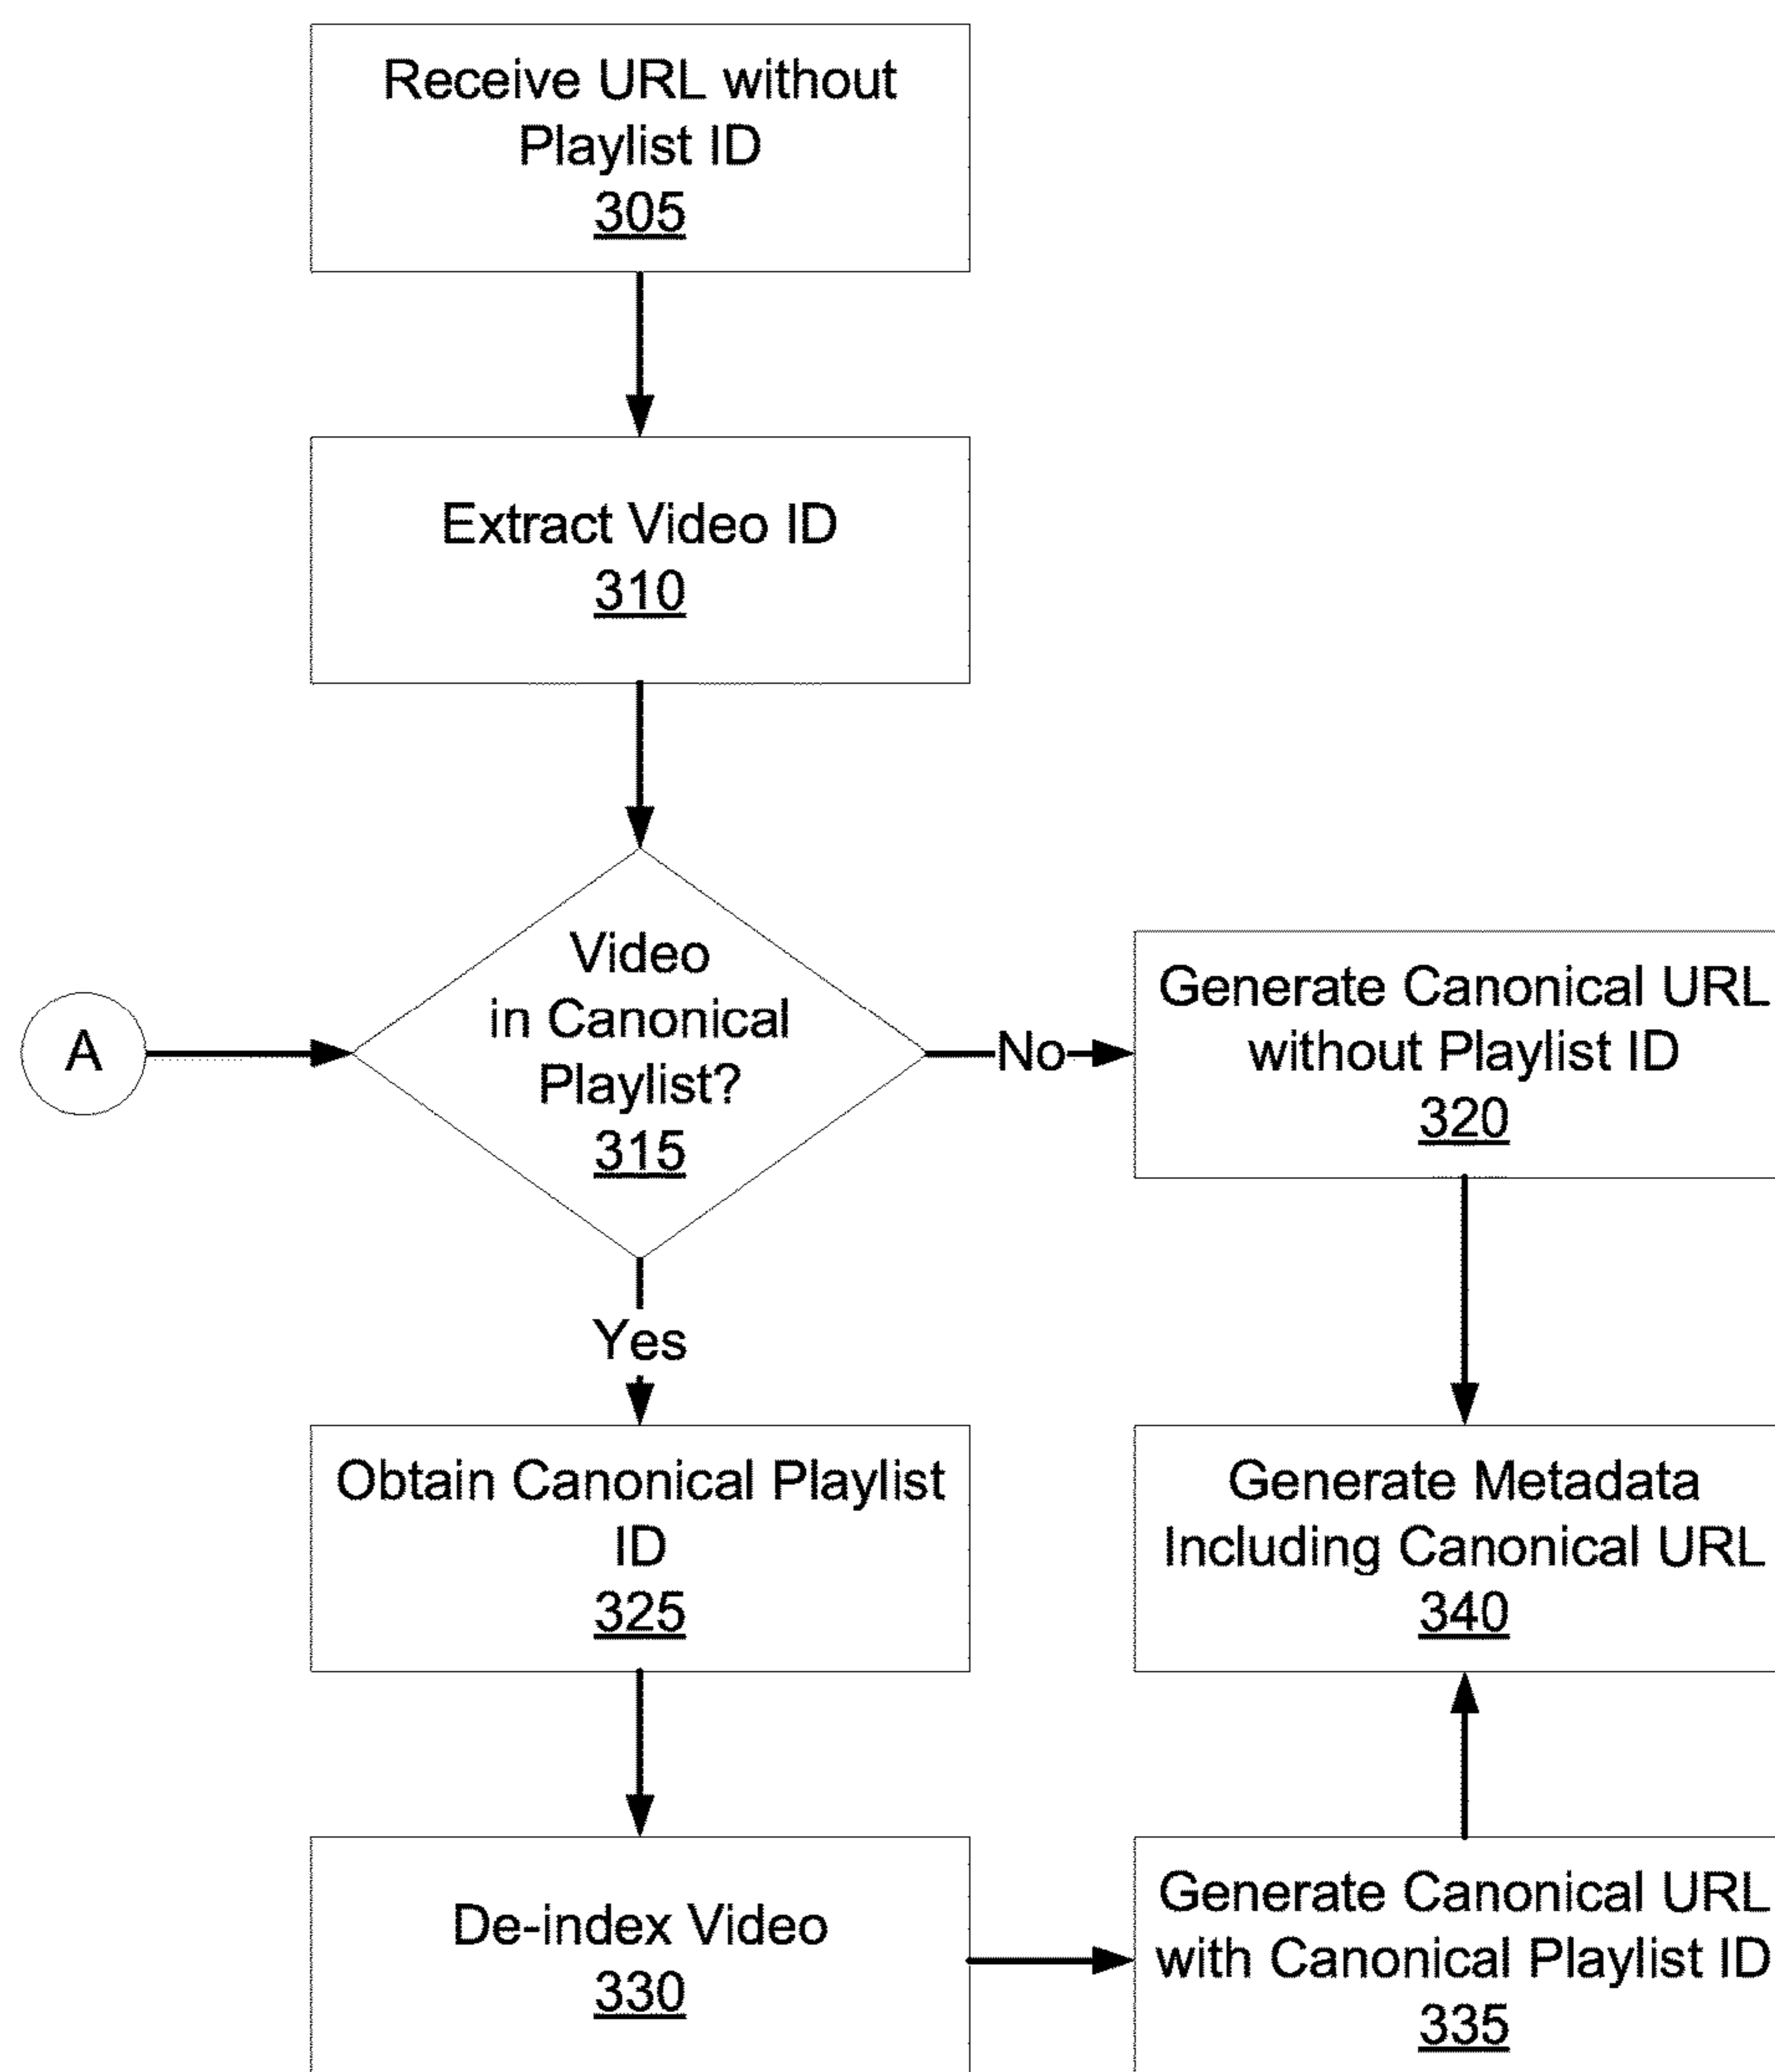 Receive URL without
Playlist ID
305
Extract Video ID
310
Video
in Canonical
Playlist?
315
A
No
Generate Canonical URL
without Playlist ID
320
Yes
Obtain Canonical Playlist
ID
325
Generate Metadata
Including Canonical URL
340
De-index Video
330
Generate Canonical URL
with Canonical Playlist ID
335